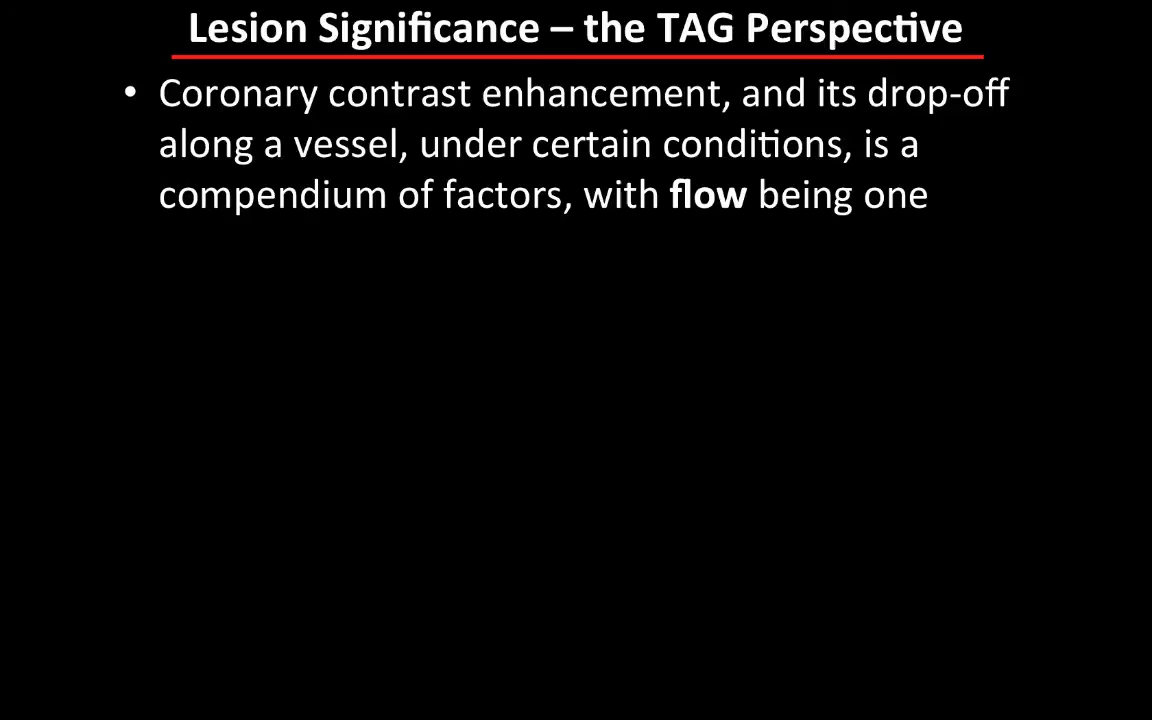 Lesion Significance – the TAG Perspective
• Coronary contrast enhancement, and its drop-off
along a vessel, under certain conditions, is a
compendium of factors, with flow being one